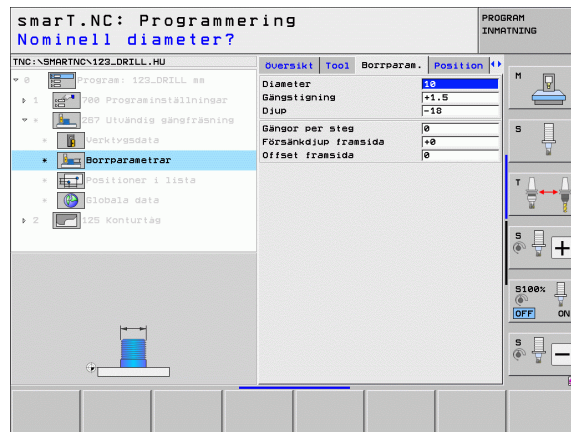 smarT.NC: Programmering
Nominell diameter?
PROGRAM
INMATNING
TNC:\SMARTNC\123_DRILL.HU
Översikt Tool Borrparam. Position
0 Program: 123_DRILL mm
1 700 Programinställningar
267 Utvändig gängfräsning
Verktygsdata
Borrparametrar
Positioner i lista
Globala data
2 125 Konturtåg
Diameter 10
Gängstigning +1.5
Djup -18
Gängor per steg 0
Försänkdjup framsida +0
Offset framsida 0
M
S
T
S
S100%
OFF ON
S